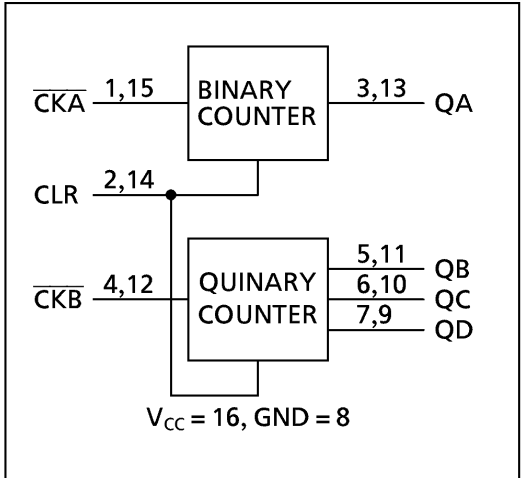 CKA 1,15 BINARY COUNTER 3,13 QA
CLR 2,14
CKB 4,12 QUINARY COUNTER 5,11 QB
6,10 QC
7,9 QD
VCC = 16, GND = 8